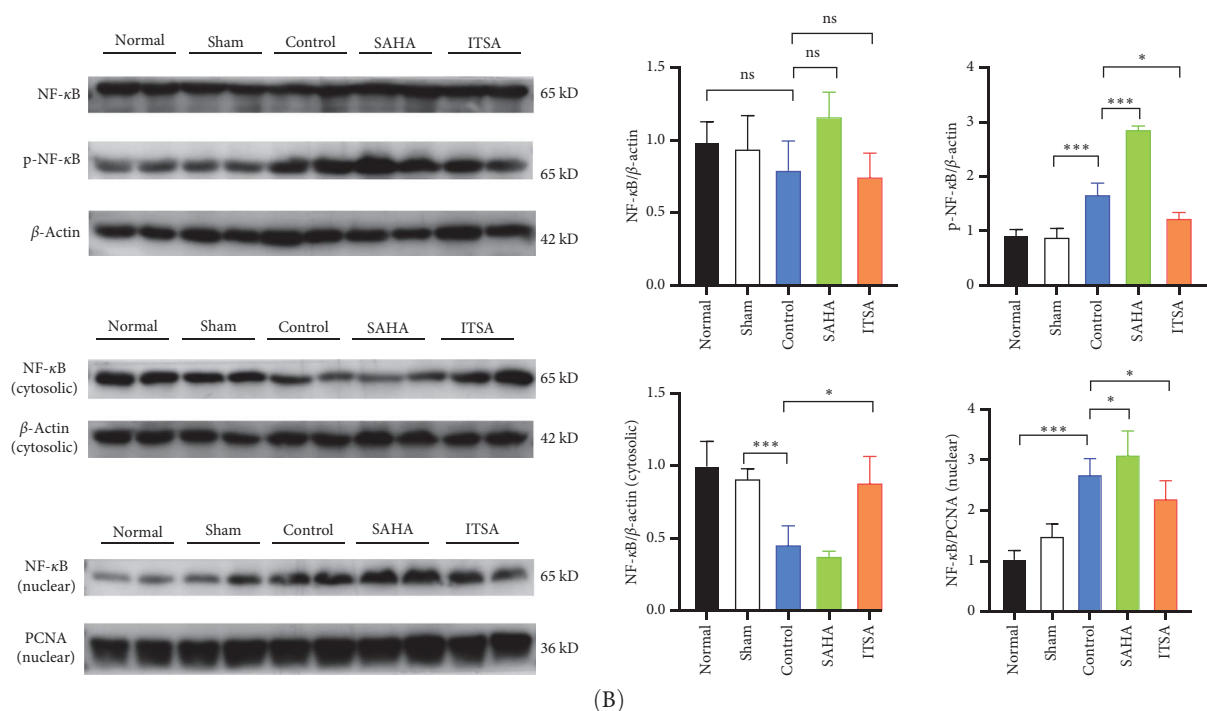 Normal Sham Control SAHA ITSA
NF-κB 65 kD
p-NF-κB 65 kD
β-Actin 42 kD
Normal Sham Control SAHA ITSA
NF-κB
(cytosolic)
65 kD
β-Actin
(cytosolic)
42 kD
Normal Sham Control SAHA ITSA
NF-κB
(nuclear)
65 kD
PCNA
(nuclear)
36 kD
NF-κB/β-actin
1.5
1.0
0.5
0.0
ns
ns
ns
Normal Sham Control SAHA ITSA
p-NF-κB/β-actin
4
3
2
1
0
*
***
***
Normal Sham Control SAHA ITSA
NF-κB/β-actin (cytosolic)
1.5
1.0
0.5
0.0
*
***
Normal Sham Control SAHA ITSA
NF-κB/PCNA (nuclear)
4
3
2
1
0
*
*
***
Normal Sham Control SAHA ITSA
(B)